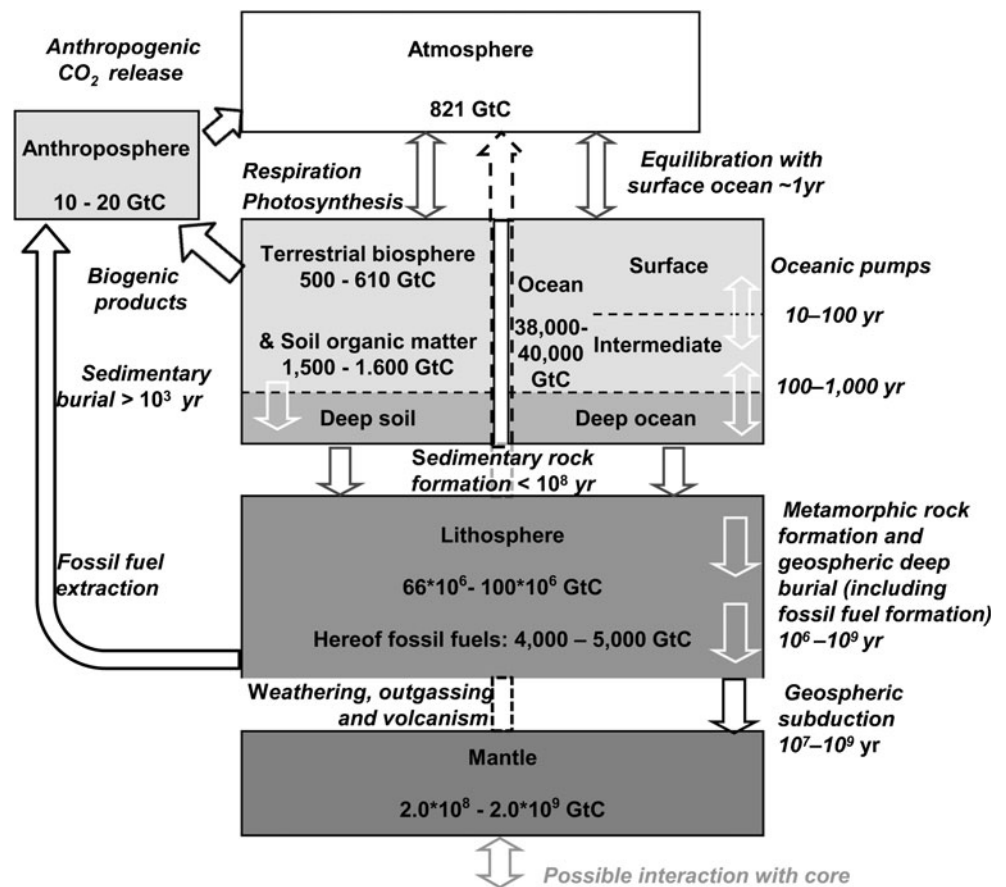 Anthropogenic
CO₂ release
Atmosphere
821 GtC
Anthroposphere
10 - 20 GtC
Respiration
Photosynthesis
Equilibration with
surface ocean ~1yr
Biogenic
products
Terrestrial biosphere
500 - 610 GtC
& Soil organic matter
1,500 - 1.600 GtC
Deep soil
Ocean
38,000-
40,000
GtC
Surface
Intermediate
Deep ocean
Oceanic pumps
10–100 yr
100–1,000 yr
Sedimentary
burial > 10³ yr
Sedimentary rock
formation < 10⁸ yr
Fossil fuel
extraction
Lithosphere
66*10⁶- 100*10⁶ GtC
Hereof fossil fuels: 4,000 – 5,000 GtC
Metamorphic rock
formation and
geospheric deep
burial (including
fossil fuel formation)
10⁶–10⁹ yr
Weathering, outgassing
and volcanism
Geospheric
subduction
10⁷–10⁹ yr
Mantle
2.0*10⁸ - 2.0*10⁹ GtC
Possible interaction with core